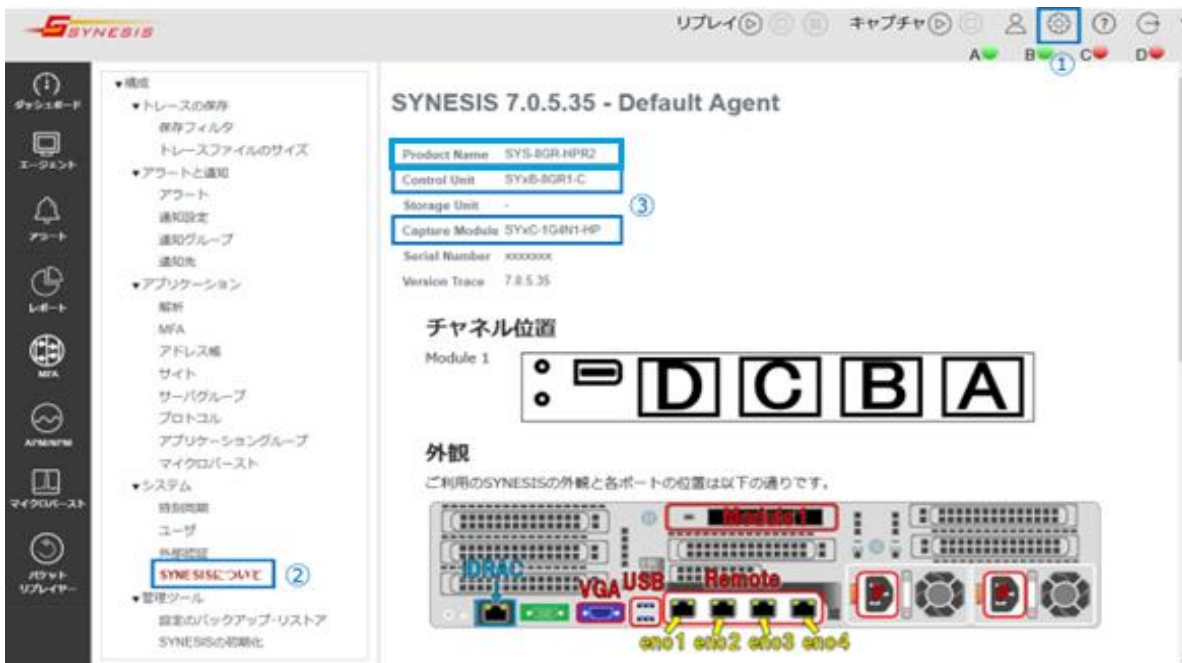 SYNESIS
リプレイ キャプチャ
A B C D
①
ダッシュボード
エージェント
アラート
レポート
MFA
APM/NPM
マイクロバースト
パケット
リプレイヤー
▼構成
▼トレースの保存
保存フィルタ
トレースファイルのサイズ
▼アラートと通知
アラート
通知設定
通知グループ
通知先
▼アプリケーション
解析
MFA
アドレス帳
サイト
サーバグループ
プロトコル
アプリケーショングループ
マイクロバースト
▼システム
時刻同期
ユーザ
外部認証
SYNESISについて ②
▼管理ツール
設定のバックアップ・リストア
SYNESISの初期化
SYNESIS 7.0.5.35 - Default Agent
Product Name SYS-8GR-HPR2
Control Unit SYxB-8GR1-C
Storage Unit -
③
Capture Module SYxC-1G4N1-HP
Serial Number xxxxxxx
Version Trace 7.0.5.35
チャネル位置
Module 1
D C B A
外観
ご利用のSYNESISの外観と各ポートの位置は以下の通りです。
Module 1
iDRAC
VGA
USB
Remote
eno1 eno2 eno3 eno4